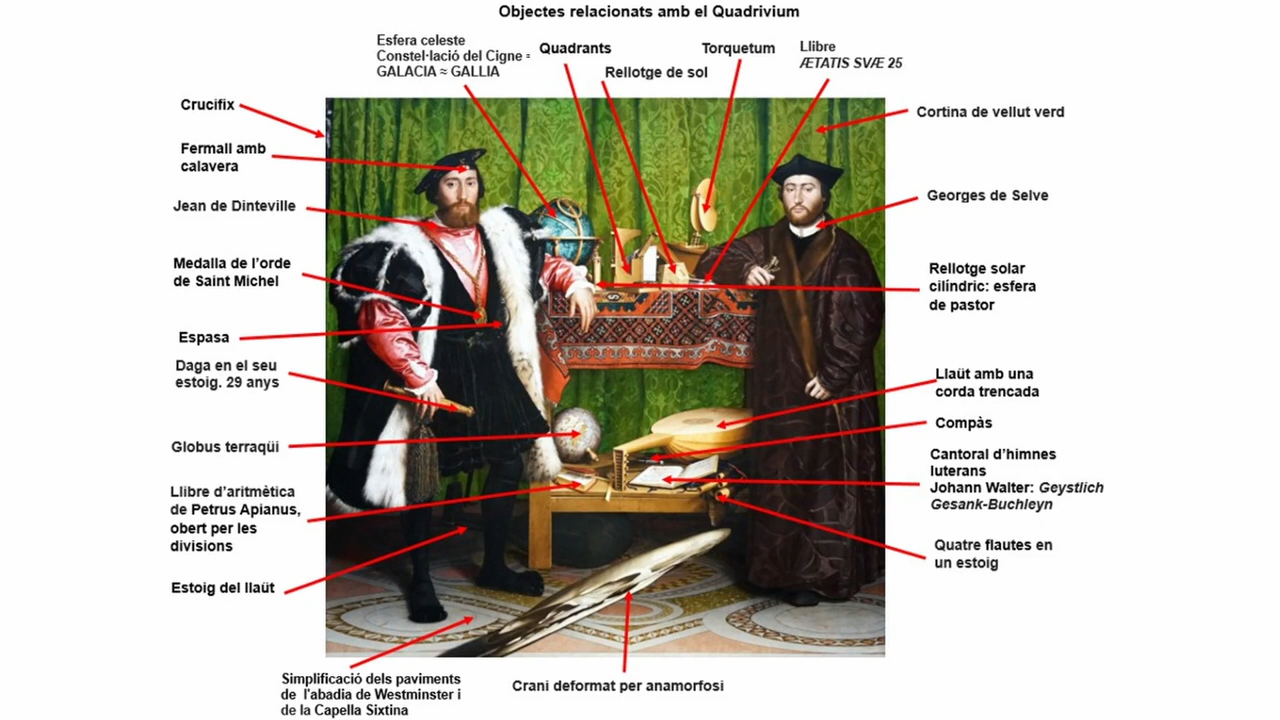 Objectes relacionats amb el Quadrivium
Esfera celeste
Constel·lació del Cigne =
GALACIA ≈ GALLIA
Quadrants
Rellotge de sol
Torquetum
Llibre
ÆTATIS SVÆ 25
Crucifix
Fermall amb
calavera
Jean de Dinteville
Medalla de l'orde
de Saint Michel
Espasa
Daga en el seu
estoig. 29 anys
Globus terraqüi
Llibre d'aritmètica
de Petrus Apianus,
obert per les
divisions
Estoig del llaüt
Simplificació dels paviments
de l'abadia de Westminster i
de la Capella Sixtina
Crani deformat per anamorfosi
Cortina de vellut verd
Georges de Selve
Rellotge solar
cilíndric: esfera
de pastor
Llaüt amb una
corda trencada
Compàs
Cantoral d'himnes
luterans
Johann Walter: Geystlich
Gesank-Buchleyn
Quatre flautes en
un estoig